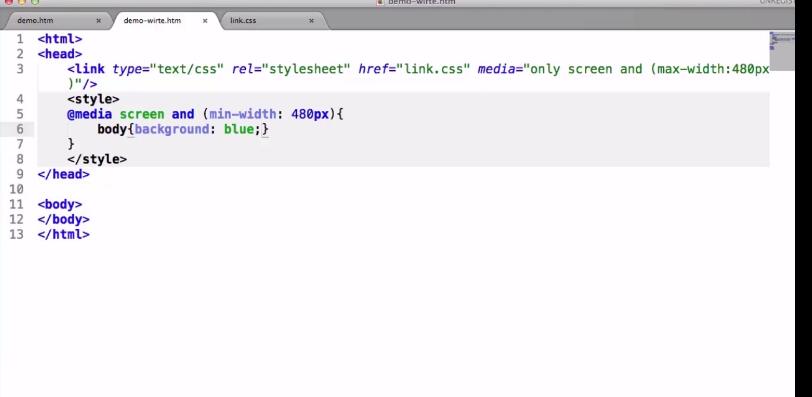 demo-wirte.htm
demo.htm × demo-wirte.htm × link.css ×
1 <html>
2 <head>
3 <link type="text/css" rel="stylesheet" href="link.css" media="only screen and (max-width:480px
)"/>
4 <style>
5 @media screen and (min-width: 480px){
6 body{background: blue;}
7 }
8 </style>
9 </head>
10
11 <body>
12 </body>
13 </html>